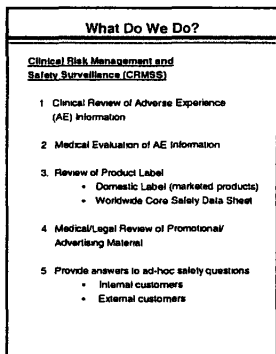 What Do We Do?
Clinical Risk Management and
Safety Surveillance (CRMSS)
1 Clinical Review of Adverse Experience
(AE) Information
2 Medical Evaluation of AE Information
3. Review of Product Label
• Domestic Label (marketed products)
• Worldwide Core Safety Data Sheet
4 Medical/Legal Review of Promotional/
Advertising Material
5 Provide answers to ad-hoc safety questions
• Internal customers
• External customers